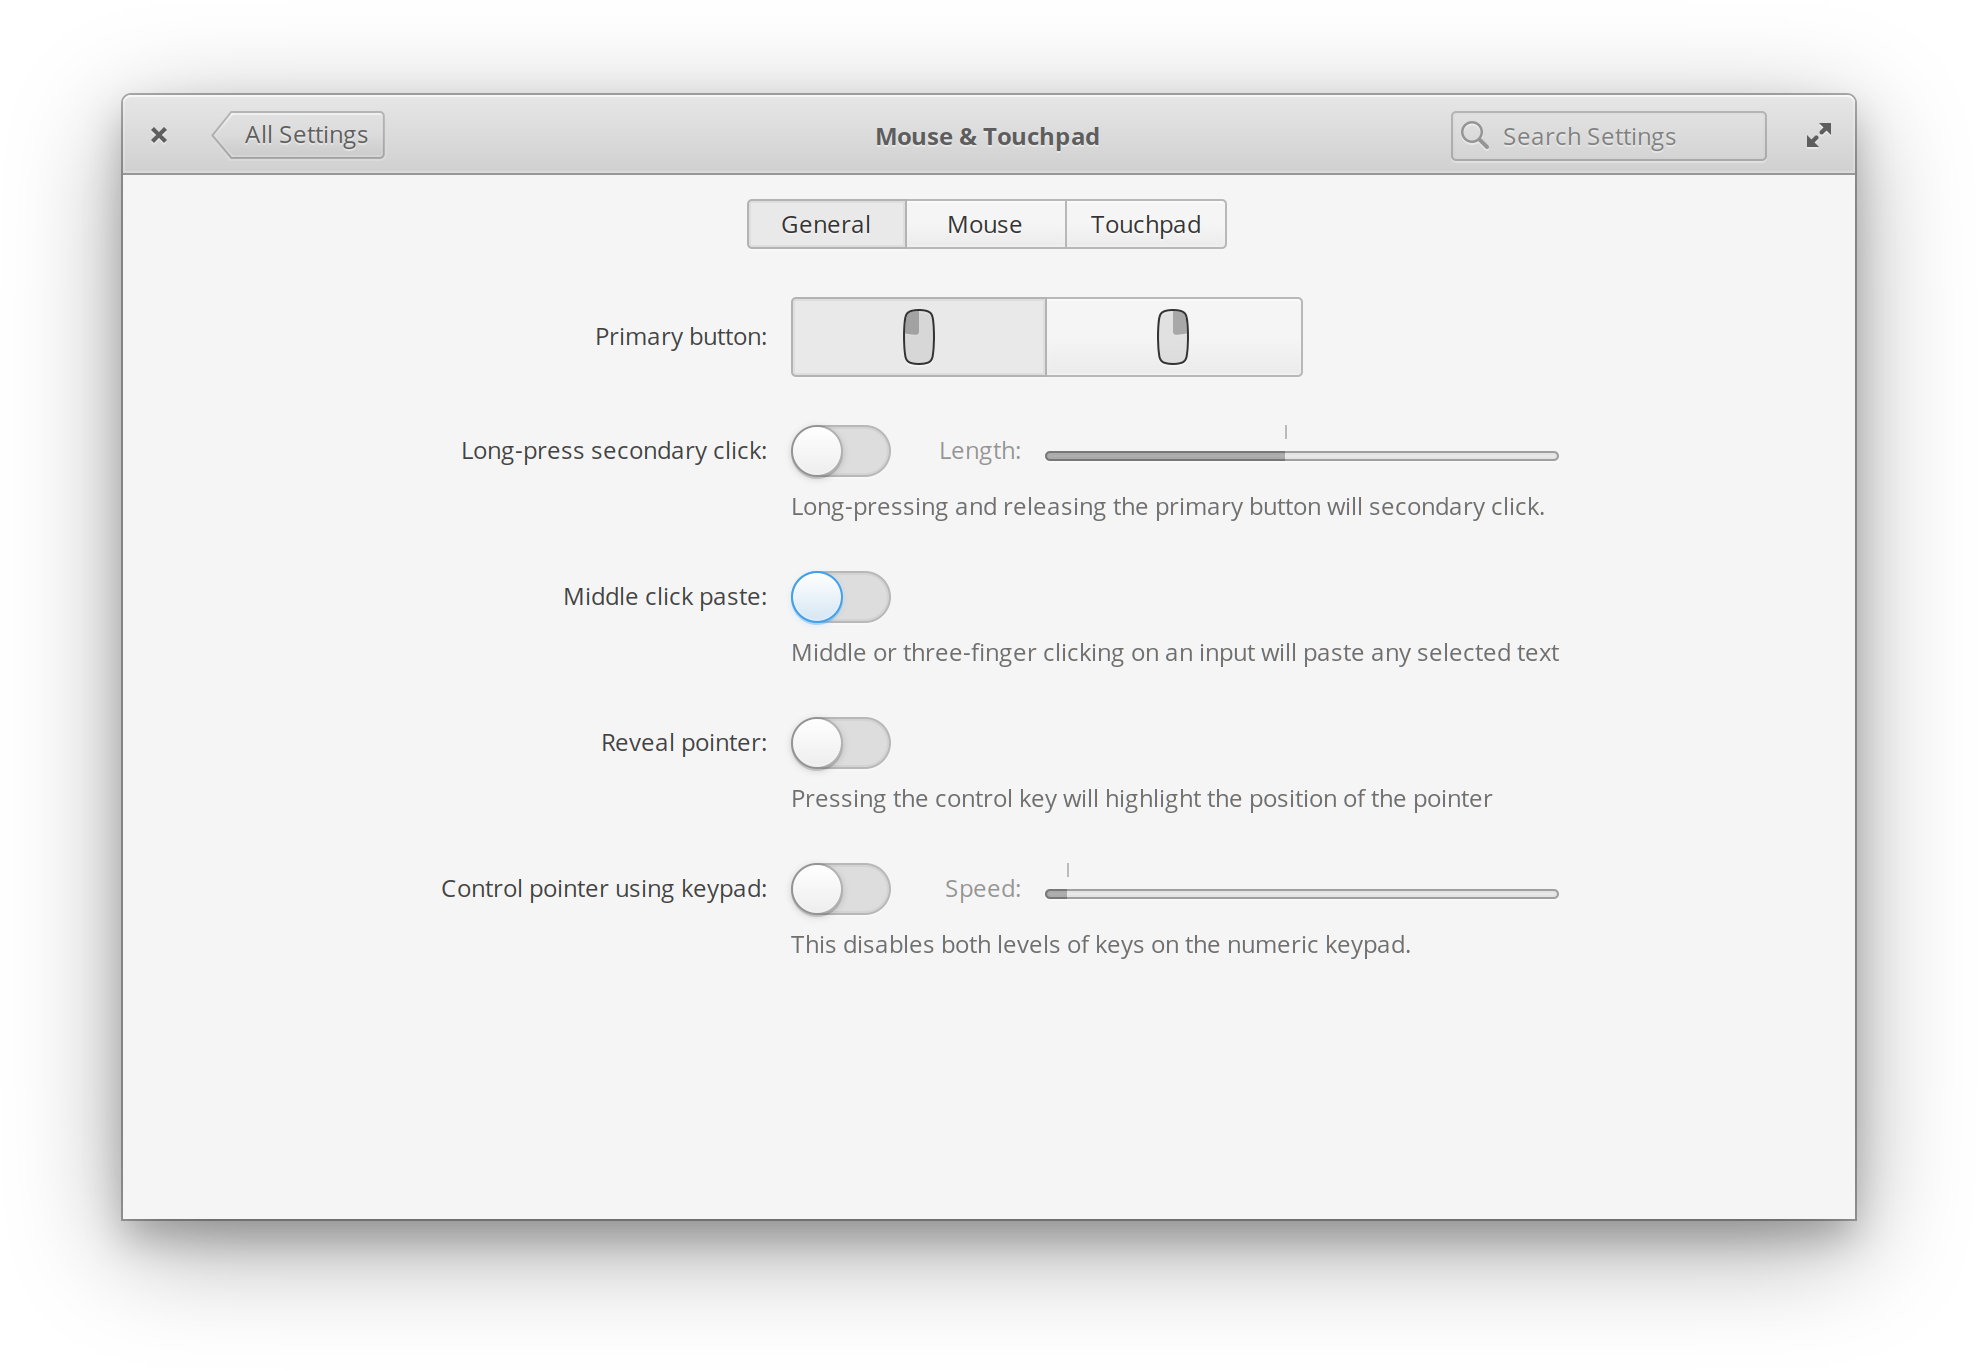 All Settings
Mouse & Touchpad
Search Settings
General
Mouse
Touchpad
Primary button:
Long-press secondary click:
Length:
Long-pressing and releasing the primary button will secondary click.
Middle click paste:
Middle or three-finger clicking on an input will paste any selected text
Reveal pointer:
Pressing the control key will highlight the position of the pointer
Control pointer using keypad:
Speed:
This disables both levels of keys on the numeric keypad.